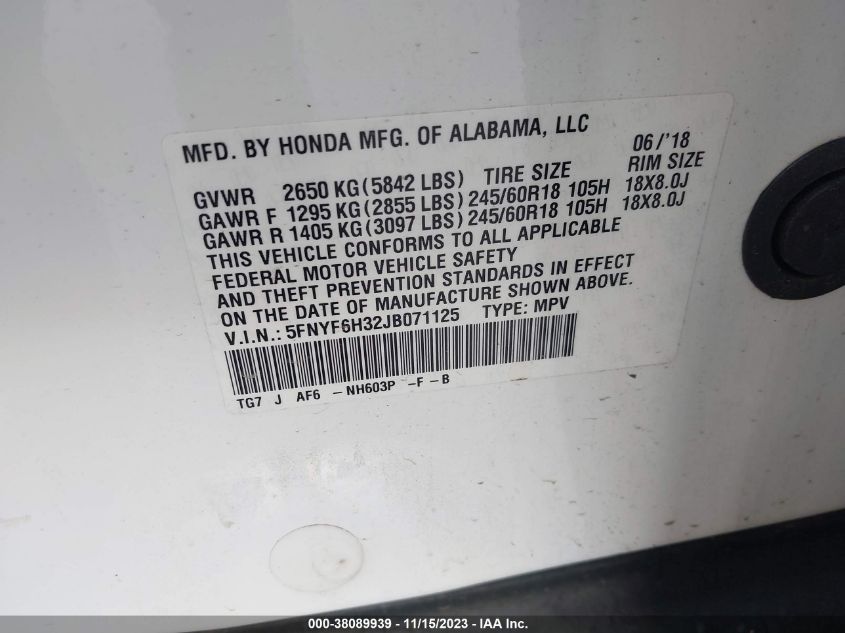 MFD. BY HONDA MFG. OF ALABAMA, LLC 06/'18
GVWR 2650 KG(5842 LBS) TIRE SIZE RIM SIZE
GAWR F 1295 KG(2855 LBS) 245/60R18 105H 18X8.0J
GAWR R 1405 KG(3097 LBS) 245/60R18 105H 18X8.0J
THIS VEHICLE CONFORMS TO ALL APPLICABLE
FEDERAL MOTOR VEHICLE SAFETY
AND THEFT PREVENTION STANDARDS IN EFFECT
ON THE DATE OF MANUFACTURE SHOWN ABOVE.
V.I.N.: 5FNYF6H32JB071125 TYPE: MPV
TG7 J AF6 -NH603P -F-B
000-38089939 - 11/15/2023 - IAA Inc.